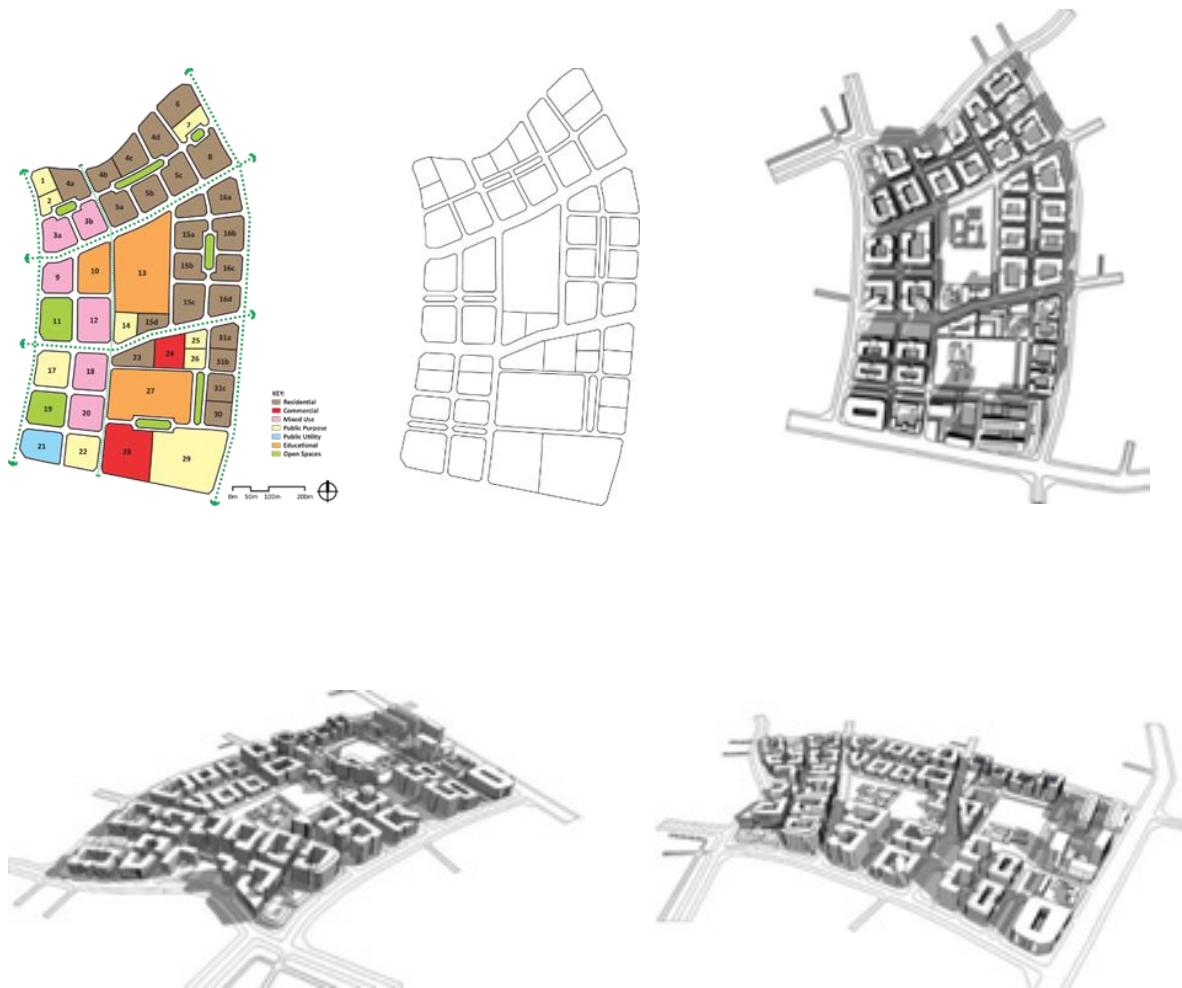 6
7
4d
8
4c
5c
4b
5b
1
4a
2
5a
3b
3a
16a
15a
16b
10
13
9
15b
16c
15c
16d
11
12
14
15d
25
31a
23
24
26
31b
17
18
27
31c
19
20
30
21
22
28
29
KEY:
Residential
Commercial
Mixed Use
Public Purpose
Public Utility
Educational
Open Spaces
0m 50m 100m 200m